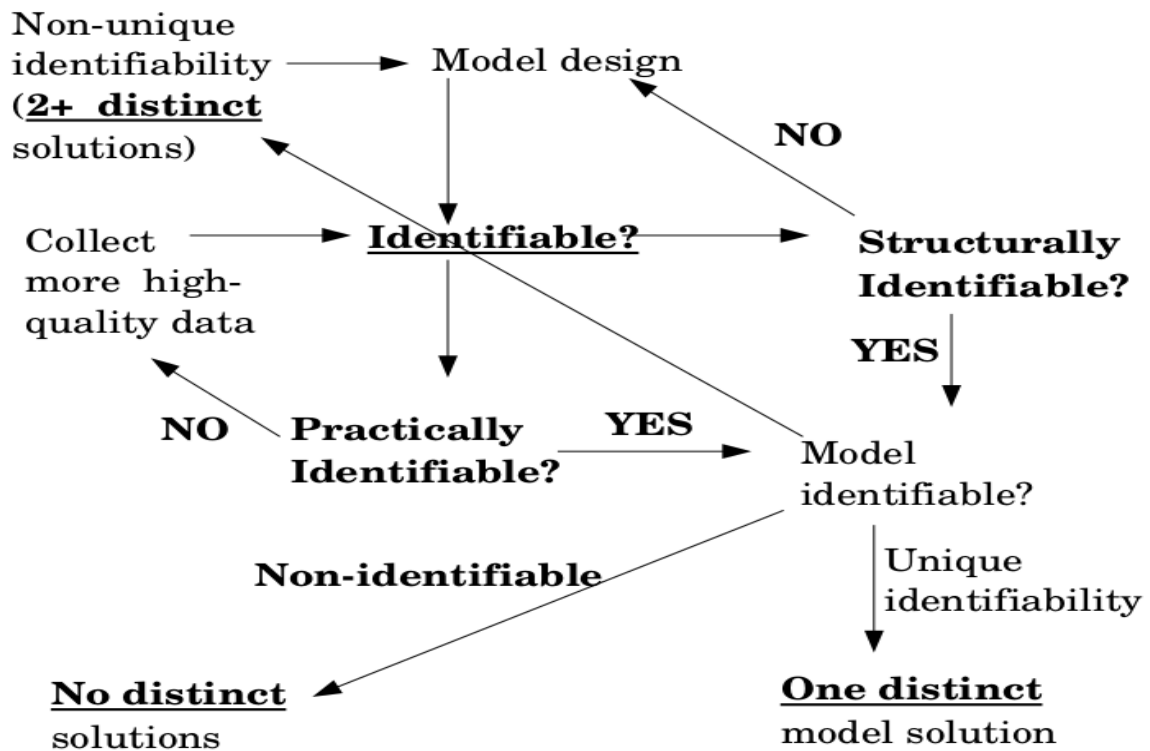 Non-unique
identifiability
(2+ distinct
solutions)
Model design
NO
Collect
more high-
quality data
Identifiable?
Structurally
Identifiable?
YES
NO
Practically
Identifiable?
YES
Model
identifiable?
Non-identifiable
Unique
identifiability
No distinct
solutions
One distinct
model solution